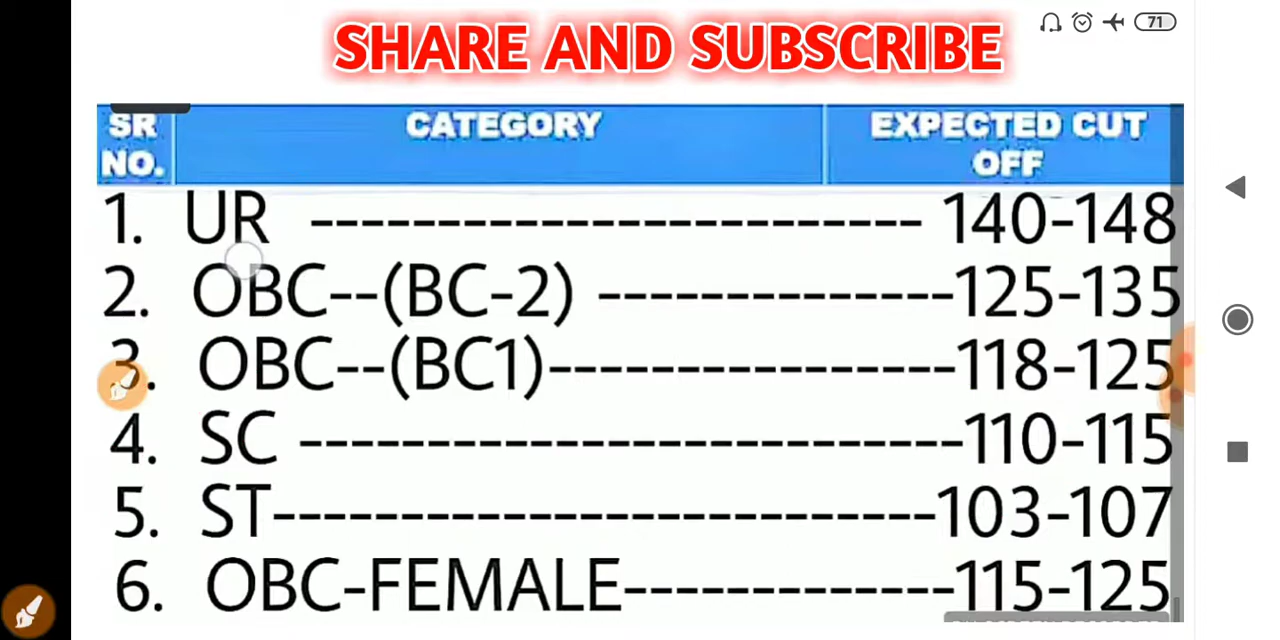 SHARE AND SUBSCRIBE
71
SR NO. CATEGORY EXPECTED CUT OFF
1. UR ----------------------- 140-148
2. OBC--(BC-2) --------------125-135
3. OBC--(BC1)----------------118-125
4. SC -------------------------110-115
5. ST-------------------------103-107
6. OBC-FEMALE-------------115-125